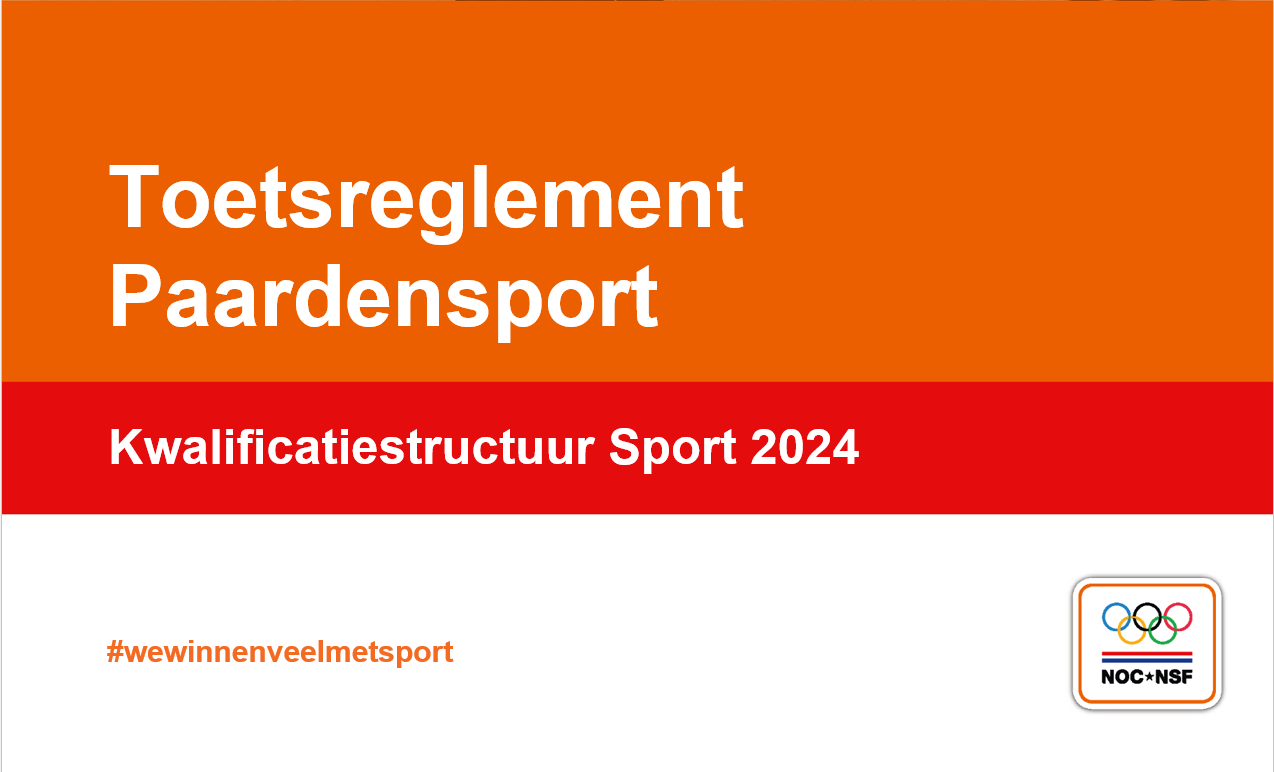 Toetsreglement
Paardensport
Kwalificatiestructuur Sport 2024
#wewinnenveelmetsport
NOC★NSF